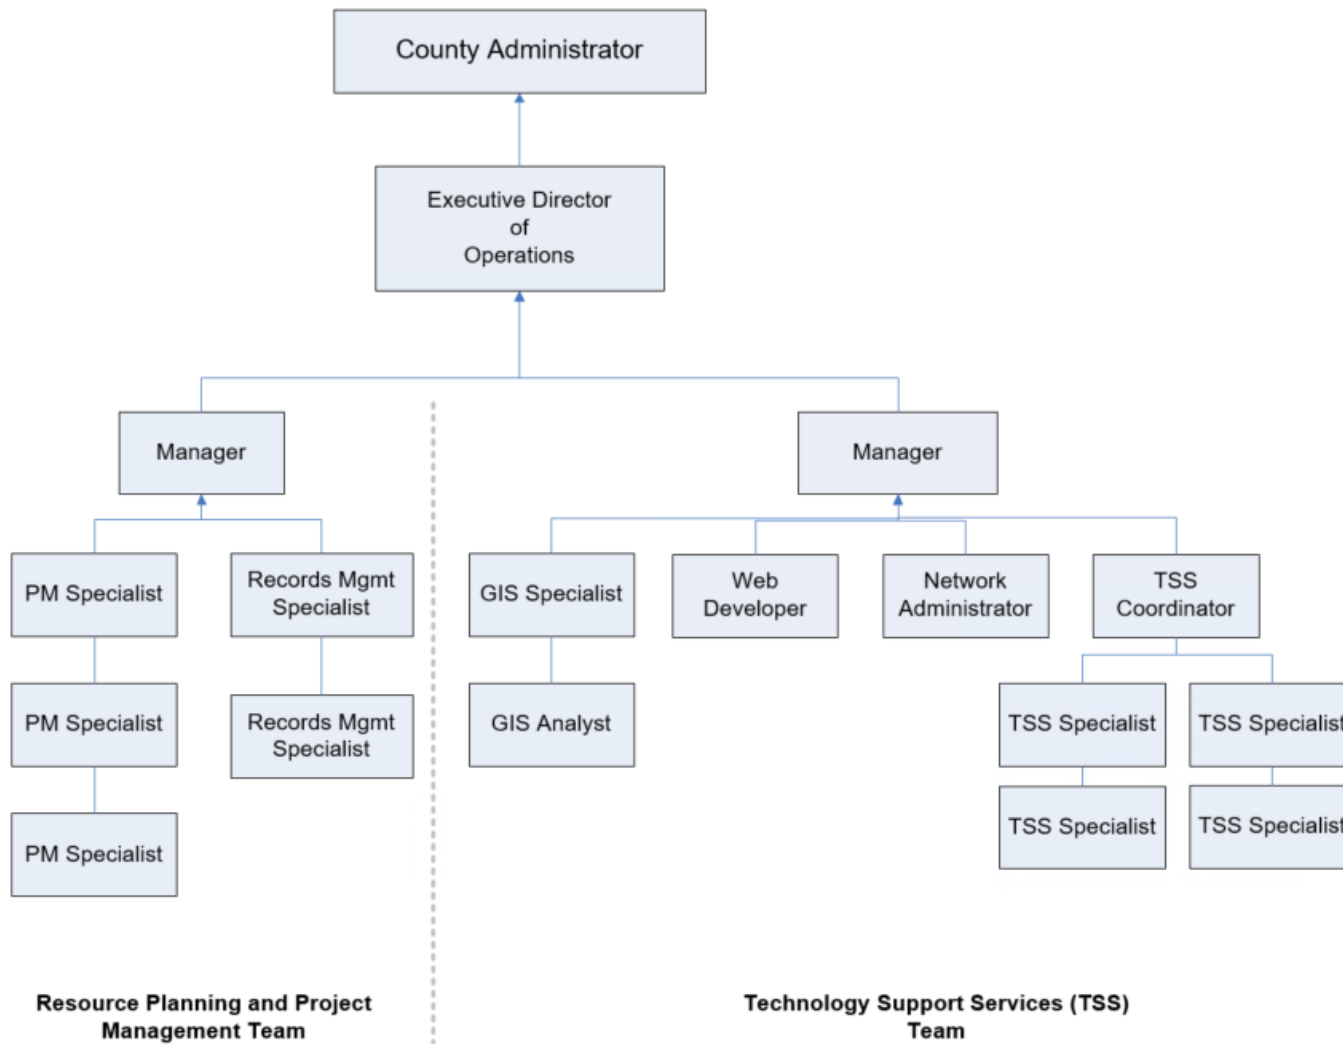 County Administrator
Executive Director
of
Operations
Manager
Manager
PM Specialist
Records Mgmt
Specialist
GIS Specialist
Web
Developer
Network
Administrator
TSS
Coordinator
PM Specialist
Records Mgmt
Specialist
GIS Analyst
TSS Specialist
TSS Specialist
PM Specialist
TSS Specialist
TSS Specialist
Resource Planning and Project
Management Team
Technology Support Services (TSS)
Team